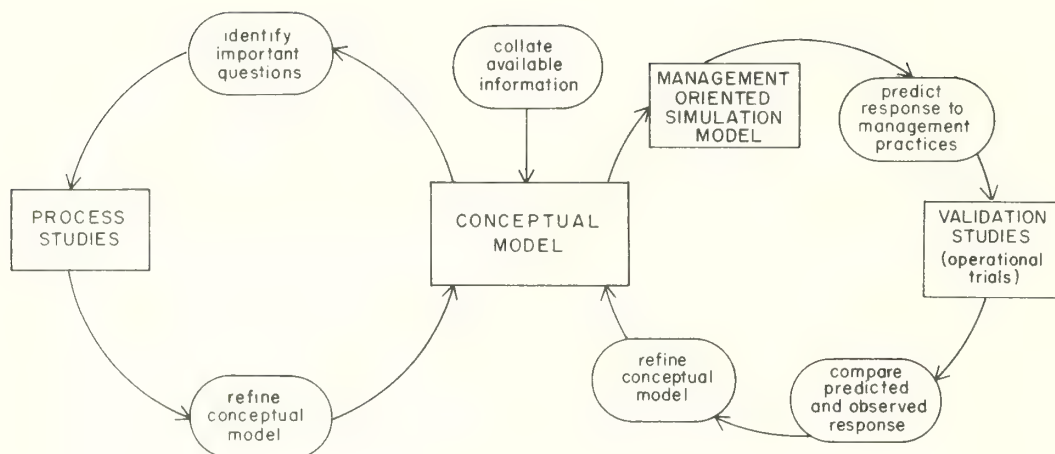 identify
important
questions
collate
available
information
MANAGEMENT
ORIENTED
SIMULATION
MODEL
predict
response to
management
practices
PROCESS
STUDIES
CONCEPTUAL
MODEL
VALIDATION
STUDIES
(operational
trials)
refine
conceptual
model
refine
conceptual
model
compare
predicted
and observed
response